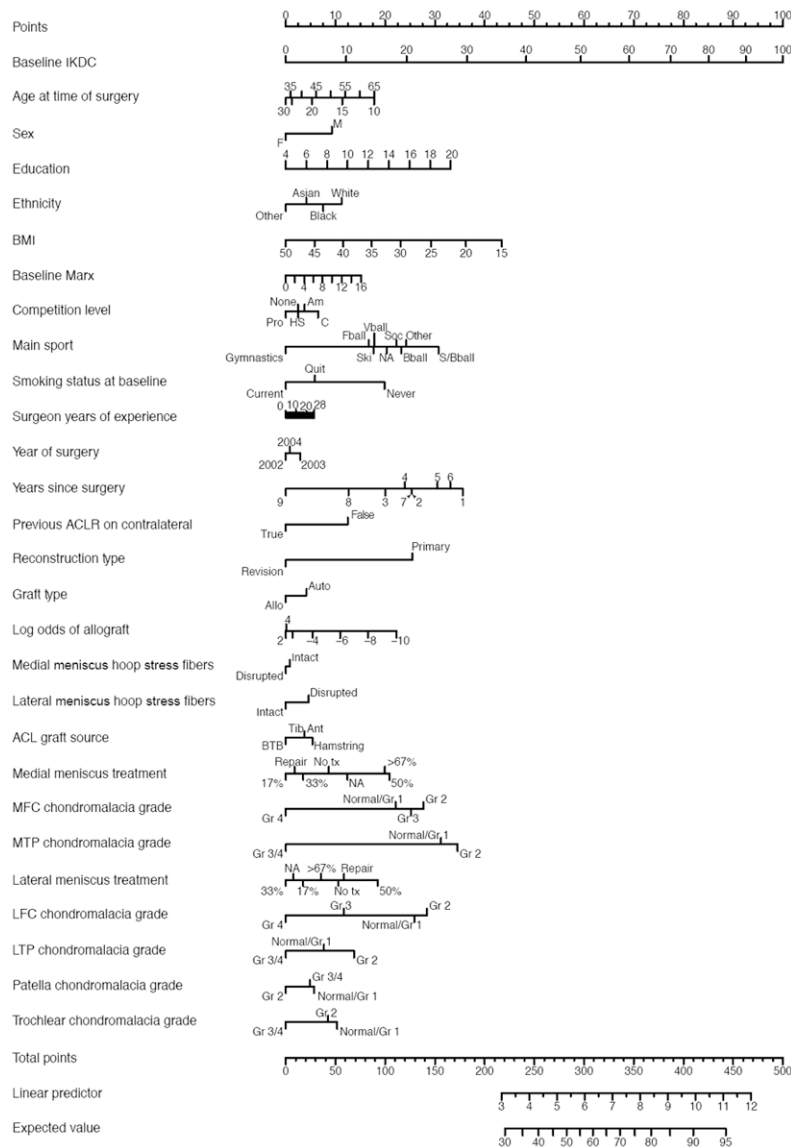 Points 0 10 20 30 40 50 60 70 80 90 100
Baseline IKDC 0 10 20 30 40 50 60 70 80 90 100
35 45 55 65
Age at time of surgery
30 20 15 10
M
Sex
F
4 6 8 10 12 14 16 18 20
Education
Asian White
Ethnicity
Other Black
BMI
50 45 40 35 30 25 20 15
Baseline Marx
0 4 8 12 16
None Am
Competition level
Pro HS C
Vball
Fball Soc Other
Main sport
Gymnastics Ski NA Bball S/Bball
Quit
Smoking status at baseline
Current Never
0 10 20 28
Surgeon years of experience
2004
Year of surgery
2002 2003
4 5 6
Years since surgery
9 8 3 7 2 1
False
Previous ACLR on contralateral
True
Primary
Reconstruction type
Revision
Auto
Graft type
Allo
4
Log odds of allograft
2 −4 −6 −8 −10
Intact
Medial meniscus hoop stress fibers
Disrupted
Disrupted
Lateral meniscus hoop stress fibers
Intact
Tib Ant
ACL graft source
BTB Hamstring
Repair No tx >67%
Medial meniscus treatment
17% 33% NA 50%
Normal/Gr 1 Gr 2
MFC chondromalacia grade
Gr 4 Gr 3
Normal/Gr 1
MTP chondromalacia grade
Gr 3/4 Gr 2
NA >67% Repair
Lateral meniscus treatment
33% 17% No tx 50%
Gr 3 Gr 2
LFC chondromalacia grade
Gr 4 Normal/Gr 1
Normal/Gr 1
LTP chondromalacia grade
Gr 3/4 Gr 2
Gr 3/4
Patella chondromalacia grade
Gr 2 Normal/Gr 1
Gr 2
Trochlear chondromalacia grade
Gr 3/4 Normal/Gr 1
Total points
0 50 100 150 200 250 300 350 400 450 500
Linear predictor
3 4 5 6 7 8 9 10 11 12
Expected value
30 40 50 60 70 80 90 95